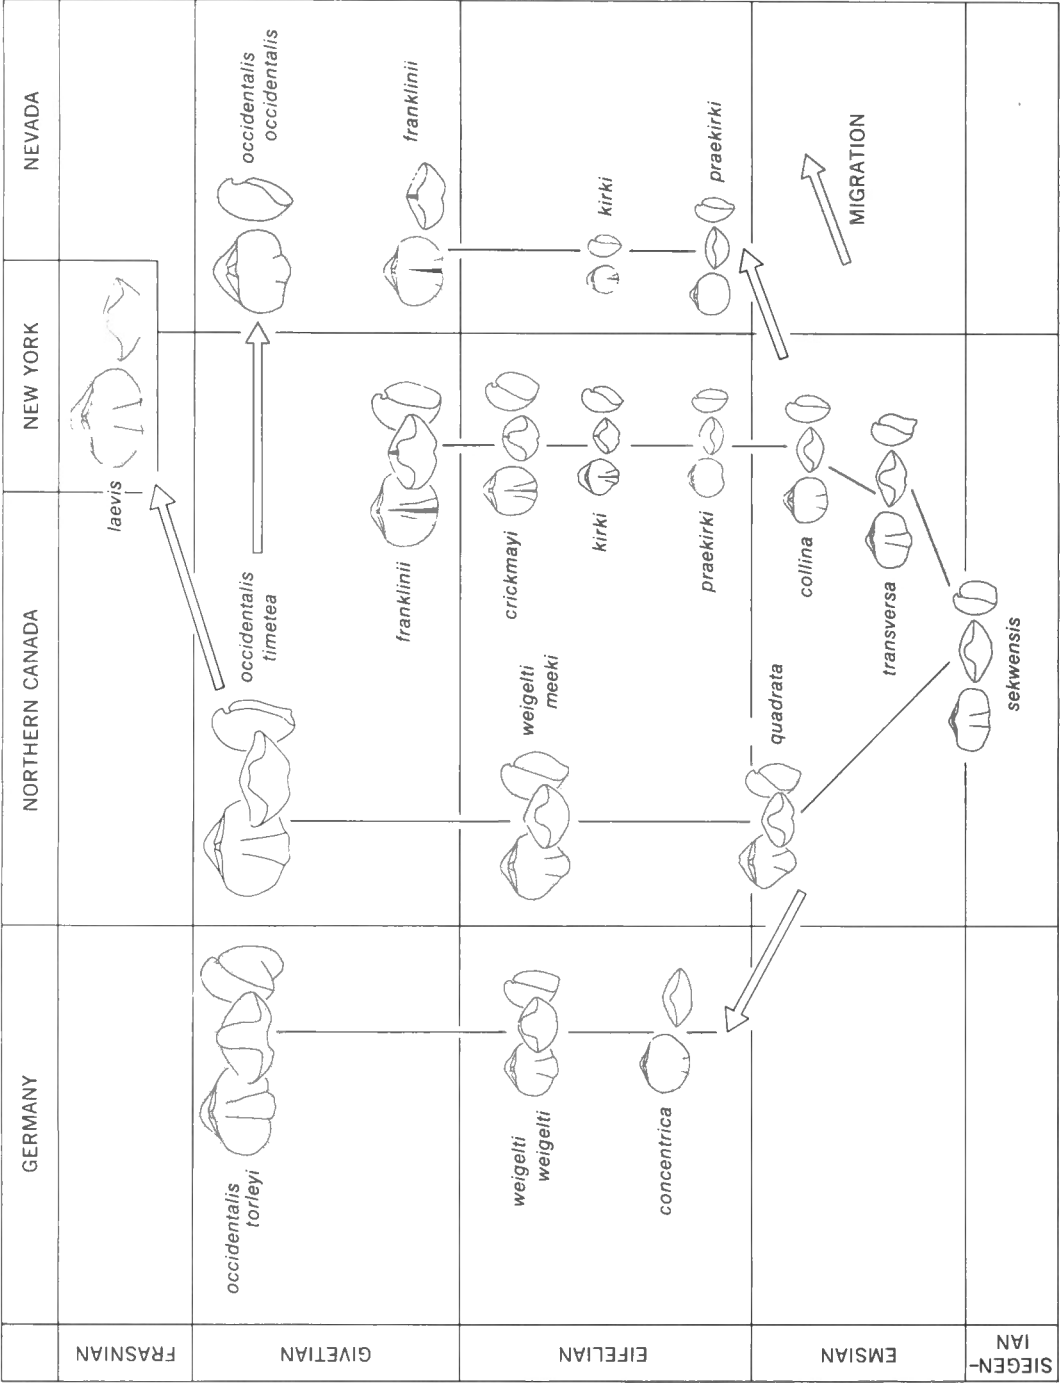 GERMANY
NORTHERN CANADA
NEW YORK
NEVADA
FRASNIAN
laevis
GIVETIAN
occidentalis
torleyi
occidentalis
timetea
occidentalis
occidentalis
franklinii
franklinii
EIFELIAN
weigelti
weigelti
weigelti
meeki
crickmayi
kirki
kirki
concentrica
praekirki
praekirki
EMSIAN
quadrata
collina
transversa
MIGRATION
SIEGEN-
IAN
sekwensis